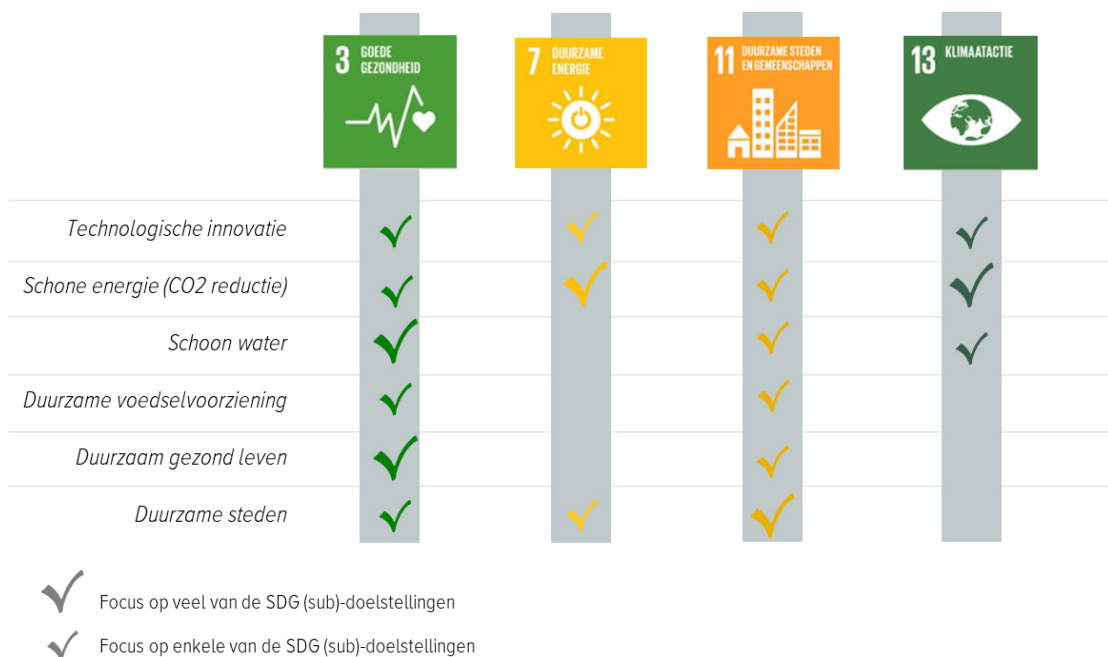 3 GOEDE
GEZONDHEID
7 DUURZAME
ENERGIE
11 DUURZAME STEDEN
EN GEMEENSCHAPPEN
13 KLIMAATACTIE
Technologische innovatie
Schone energie (CO2 reductie)
Schoon water
Duurzame voedselvoorziening
Duurzaam gezond leven
Duurzame steden
Focus op veel van de SDG (sub)-doelstellingen
Focus op enkele van de SDG (sub)-doelstellingen